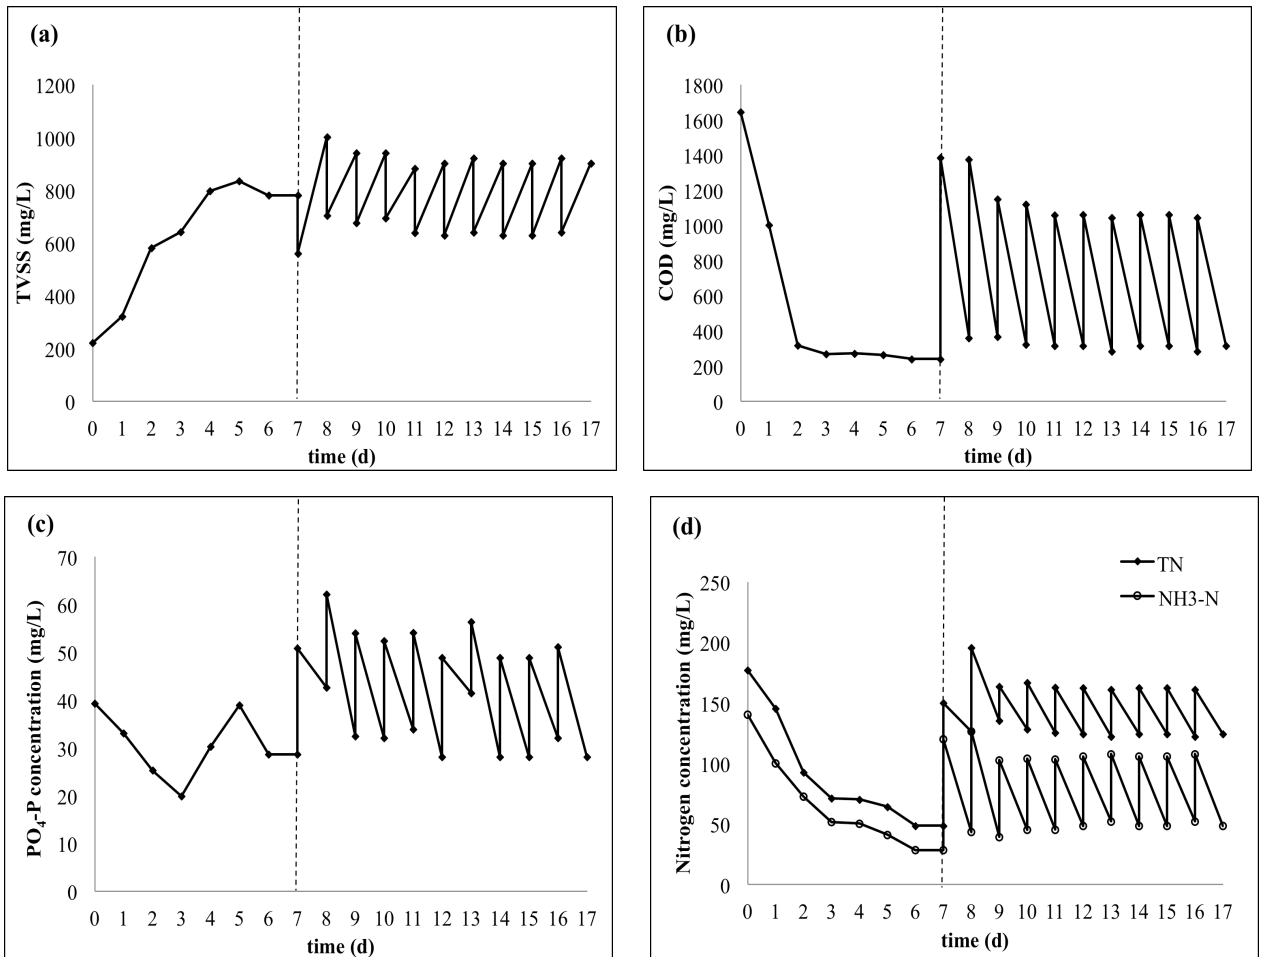 (a)
TVSS (mg/L)
1200
1000
800
600
400
200
0
0 1 2 3 4 5 6 7 8 9 10 11 12 13 14 15 16 17
time (d)
(b)
COD (mg/L)
1800
1600
1400
1200
1000
800
600
400
200
0
0 1 2 3 4 5 6 7 8 9 10 11 12 13 14 15 16 17
time (d)
(c)
PO₄-P concentration (mg/L)
70
60
50
40
30
20
10
0
0 1 2 3 4 5 6 7 8 9 10 11 12 13 14 15 16 17
time (d)
(d)
TN
NH3-N
Nitrogen concentration (mg/L)
250
200
150
100
50
0
0 1 2 3 4 5 6 7 8 9 10 11 12 13 14 15 16 17
time (d)